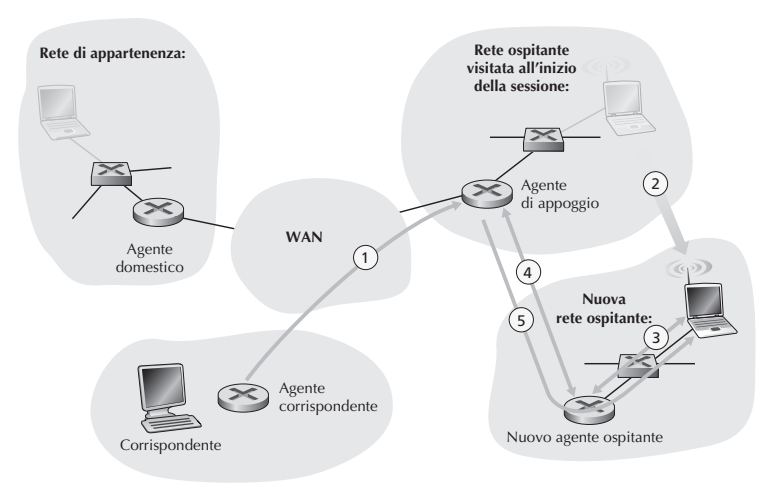 Rete di appartenenza:
Agente
domestico
WAN
Rete ospitante
visitata all'inizio
della sessione:
Agente
di appoggio
1
2
4
5
Nuova
rete ospitante:
3
Nuovo agente ospitante
Agente
corrispondente
Corrispondente